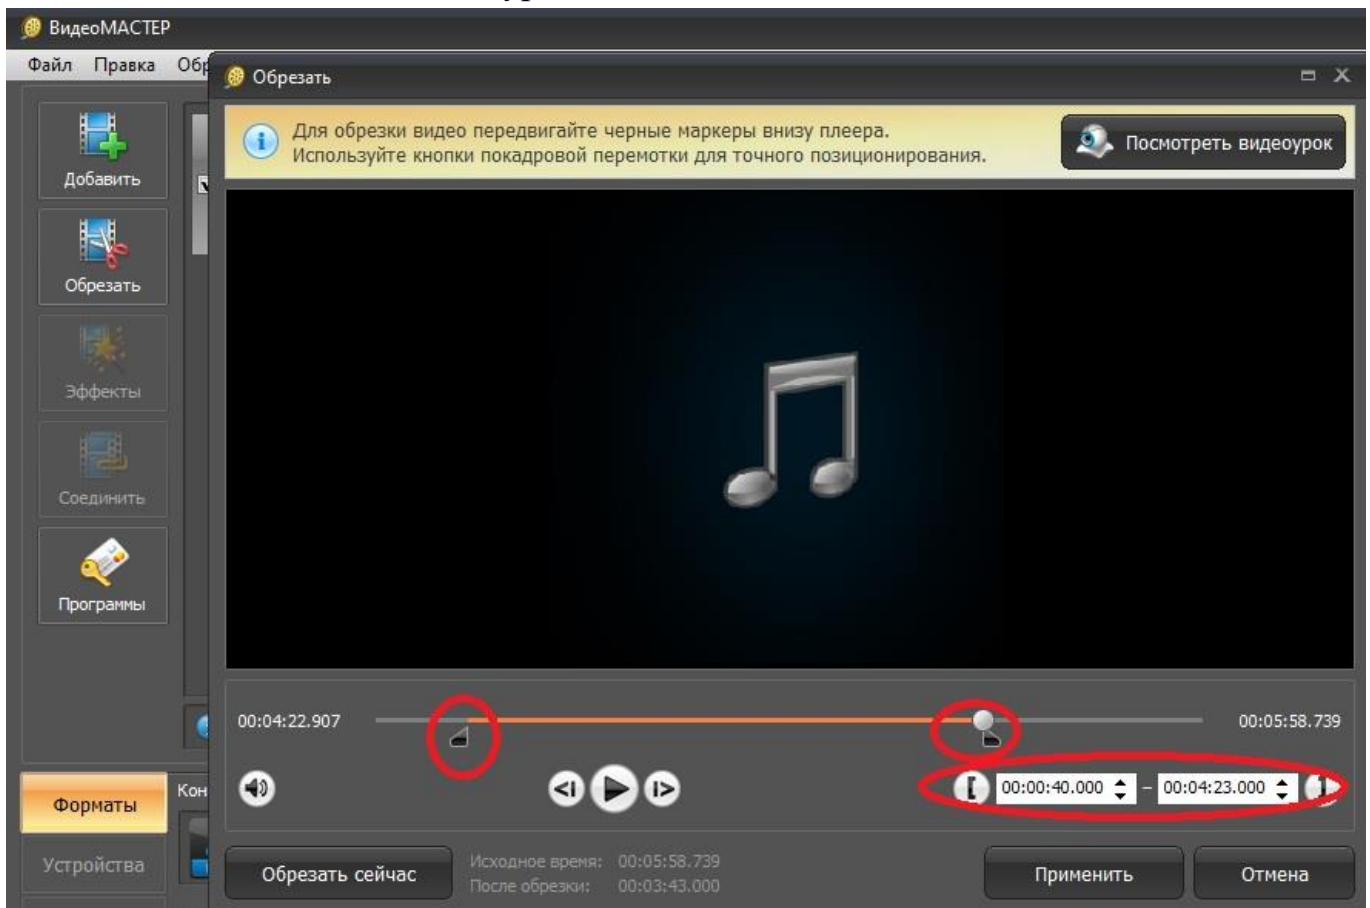 ВидеоМАСТЕР
Файл Правка Обр
Обрезать
Для обрезки видео передвигайте черные маркеры внизу плеера.
Используйте кнопки покадровой перемотки для точного позиционирования.
Посмотреть видеоурок
Добавить
Обрезать
Эффекты
Соединить
Программы
00:04:22.907
00:05:58.739
00:00:40.000 – 00:04:23.000
Форматы
Кон
Устройства
Обрезать сейчас
Исходное время: 00:05:58.739
После обрезки: 00:03:43.000
Применить
Отмена